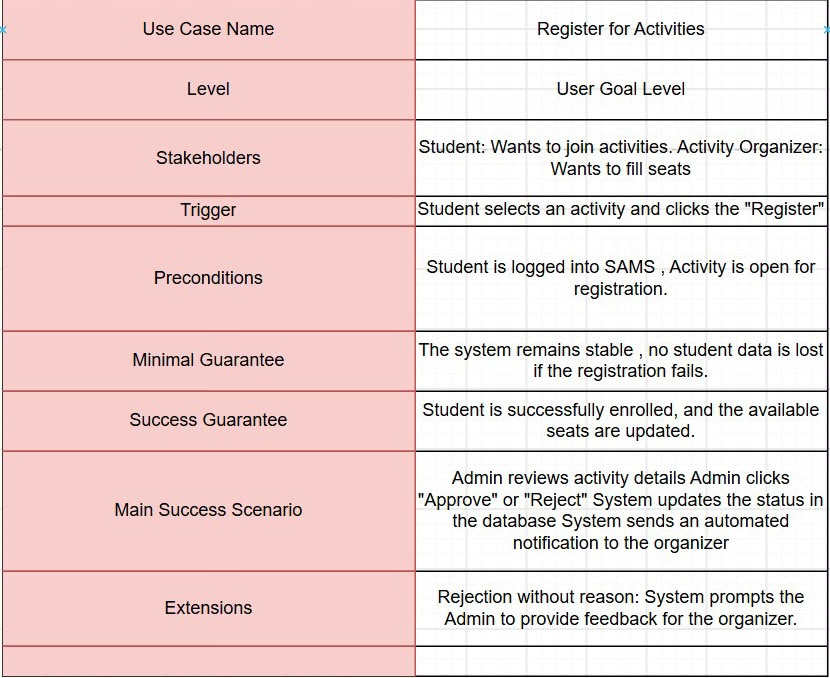 Use Case Name
Register for Activities
Level
User Goal Level
Stakeholders
Student: Wants to join activities. Activity Organizer:
Wants to fill seats
Trigger
Student selects an activity and clicks the "Register"
Preconditions
Student is logged into SAMS , Activity is open for
registration.
Minimal Guarantee
The system remains stable , no student data is lost
if the registration fails.
Success Guarantee
Student is successfully enrolled, and the available
seats are updated.
Main Success Scenario
Admin reviews activity details Admin clicks
"Approve" or "Reject" System updates the status in
the database System sends an automated
notification to the organizer
Extensions
Rejection without reason: System prompts the
Admin to provide feedback for the organizer.